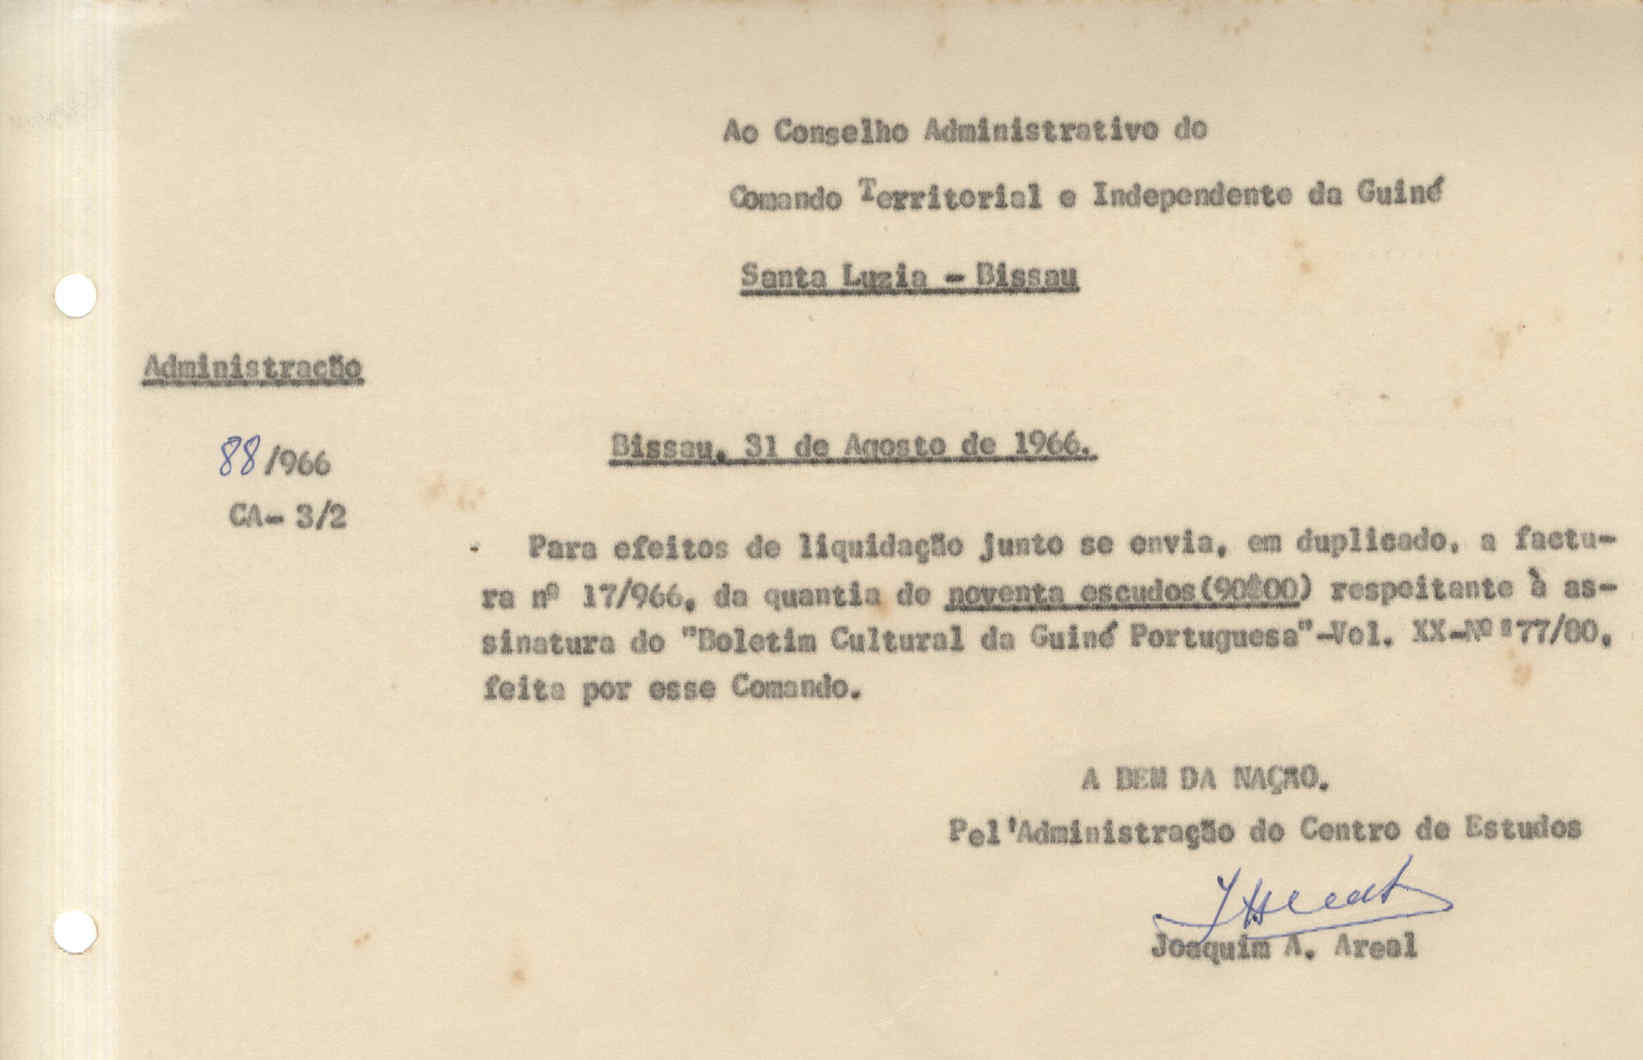 Ao Conselho Administrativo do
Comando Territorial e Independente da Guiné
Santa Luzia - Bissau
Administração
88/966
Bissau, 31 de Agosto de 1966.
CA- 3/2
Para efeitos de liquidação junto se envia, em duplicado, a factu-
ra nº 17/966, da quantia de noventa escudos(90$00) respeitante à as-
sinatura do "Boletim Cultural da Guiné Portuguesa"-Vol. XX-Nºs77/80,
feita por esse Comando.
A BEM DA NAÇÃO.
Pel'Administração do Centro de Estudos
Joaquim A. Areal